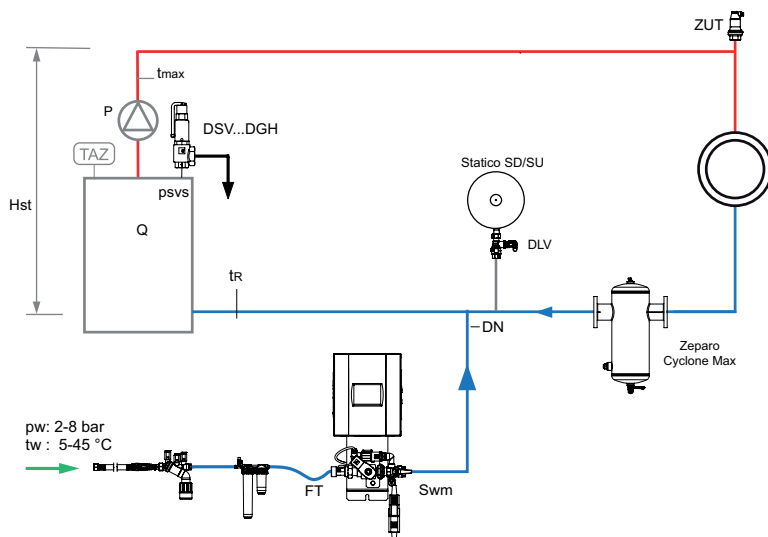 ZUT
tmax
P
DSV...DGH
TAZ
Statico SD/SU
psvs
Hst
Q
DLV
tR
DN
Zeparo
Cyclone Max
pw: 2-8 bar
tw : 5-45 °C
FT
Swm